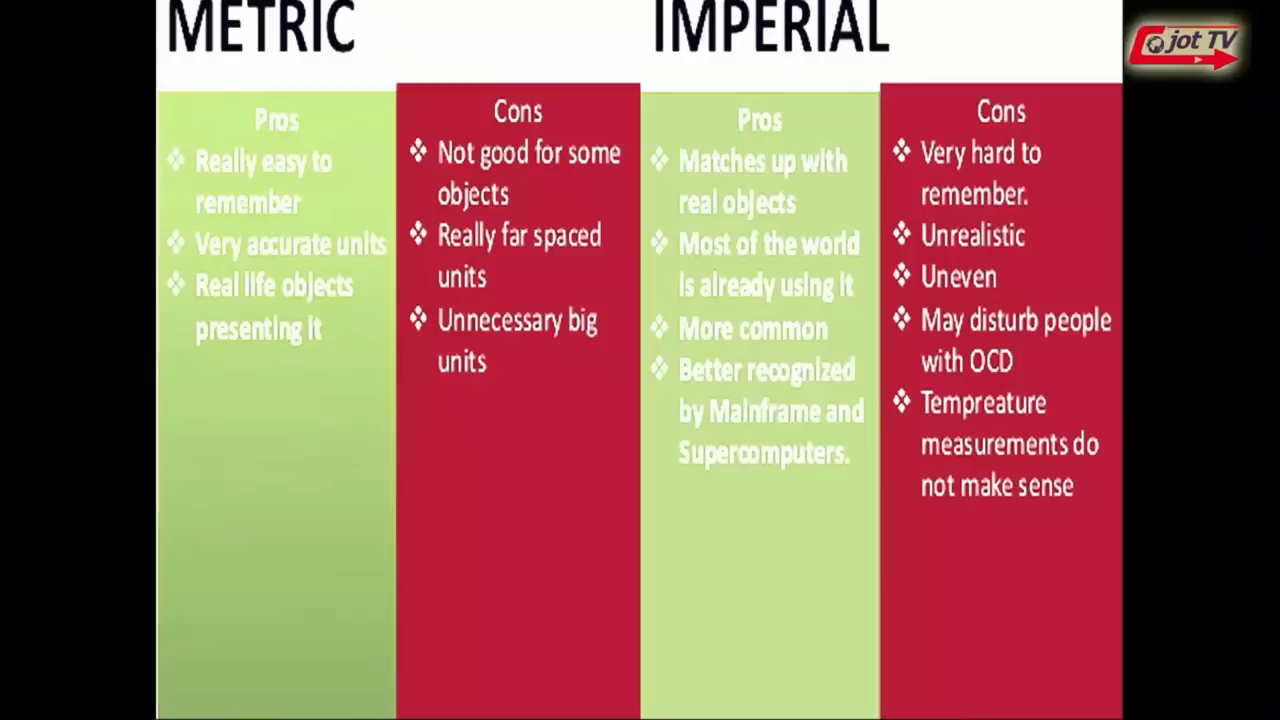 METRIC
IMPERIAL
jot TV
Pros
❖ Really easy to
remember
❖ Very accurate units
❖ Real life objects
presenting it
Cons
❖ Not good for some
objects
❖ Really far spaced
units
❖ Unnecessary big
units
Pros
❖ Matches up with
real objects
❖ Most of the world
is already using it
❖ More common
❖ Better recognized
by Mainframe and
Supercomputers.
Cons
❖ Very hard to
remember.
❖ Unrealistic
❖ Uneven
❖ May disturb people
with OCD
❖ Tempreature
measurements do
not make sense